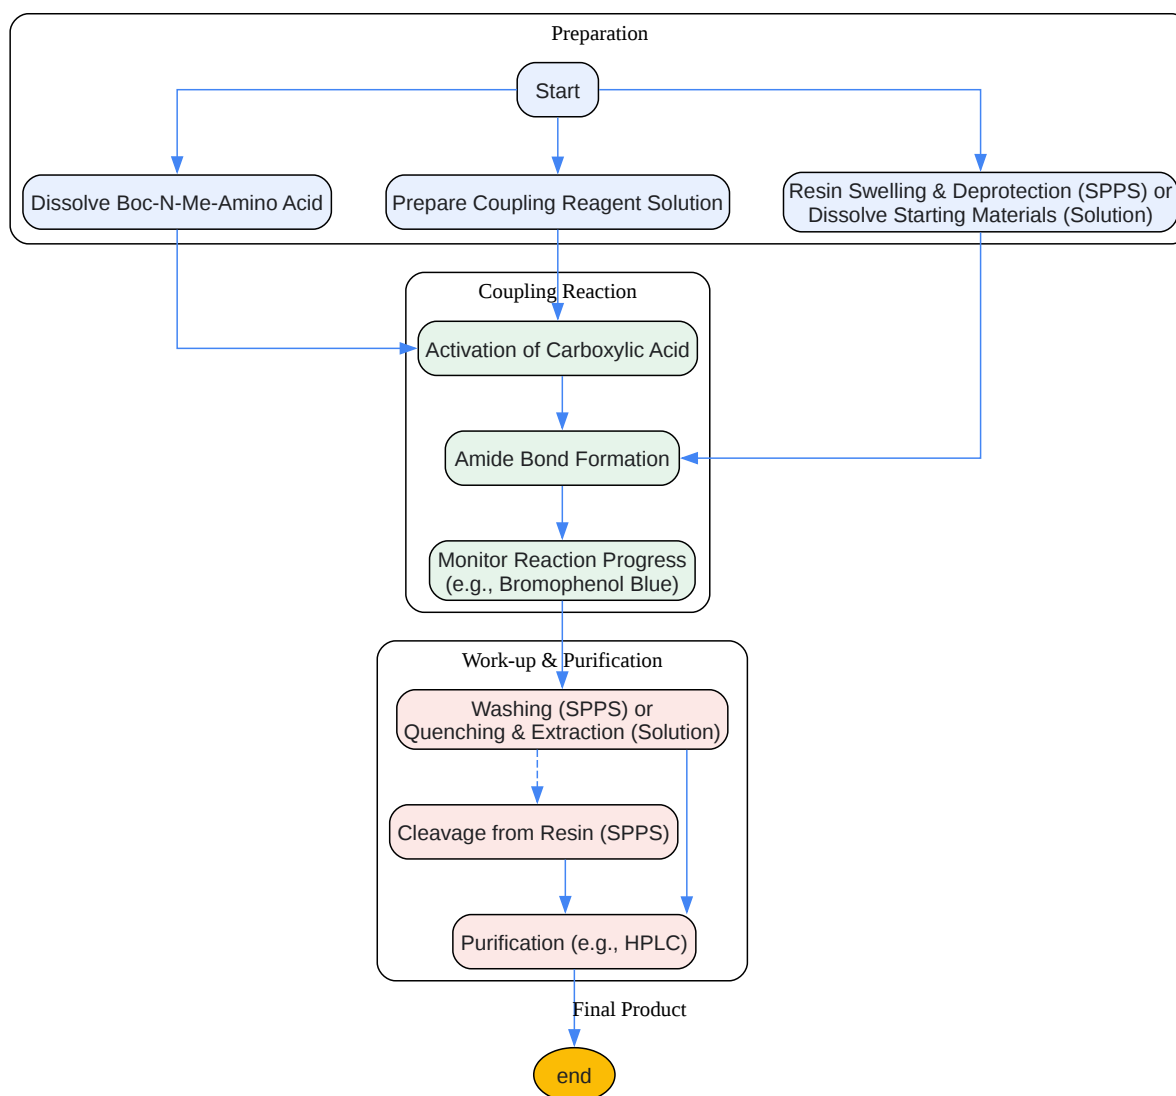 Preparation
Start
Dissolve Boc-N-Me-Amino Acid
Prepare Coupling Reagent Solution
Resin Swelling & Deprotection (SPPS) or
Dissolve Starting Materials (Solution)
Coupling Reaction
Activation of Carboxylic Acid
Amide Bond Formation
Monitor Reaction Progress
(e.g., Bromophenol Blue)
Work-up & Purification
Washing (SPPS) or
Quenching & Extraction (Solution)
Cleavage from Resin (SPPS)
Purification (e.g., HPLC)
Final Product
end